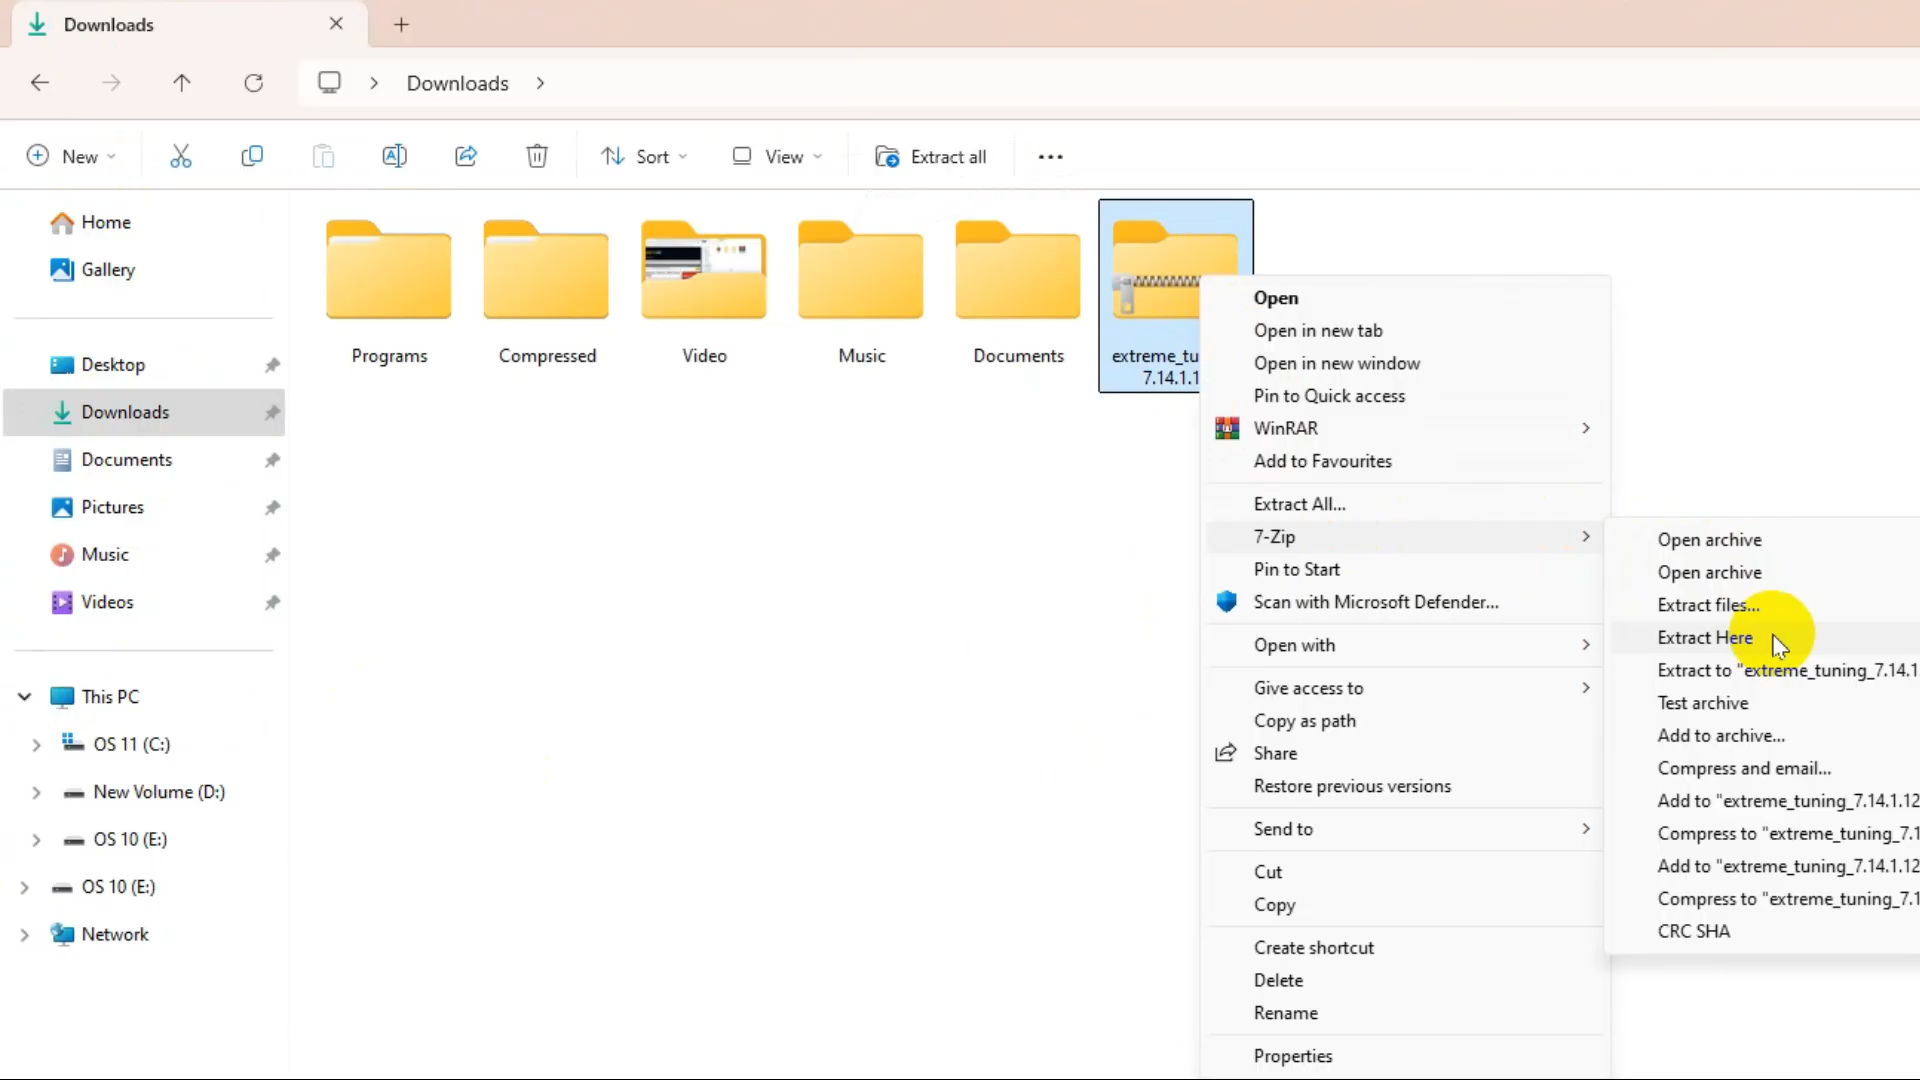 Downloads
Downloads
New
Sort
View
Extract all
Home
Gallery
Desktop
Downloads
Documents
Pictures
Music
Videos
This PC
OS 11 (C:)
New Volume (D:)
OS 10 (E:)
OS 10 (E:)
Network
Programs
Compressed
Video
Music
Documents
extreme_tu
7.14.1.1
Open
Open in new tab
Open in new window
Pin to Quick access
WinRAR
Add to Favourites
Extract All...
7-Zip
Pin to Start
Scan with Microsoft Defender...
Open with
Give access to
Copy as path
Share
Restore previous versions
Send to
Cut
Copy
Create shortcut
Delete
Rename
Properties
Open archive
Open archive
Extract files...
Extract Here
Extract to "extreme_tuning_7.14.1.
Test archive
Add to archive...
Compress and email...
Add to "extreme_tuning_7.14.1.12
Compress to "extreme_tuning_7.1
Add to "extreme_tuning_7.14.1.12
Compress to "extreme_tuning_7.1
CRC SHA